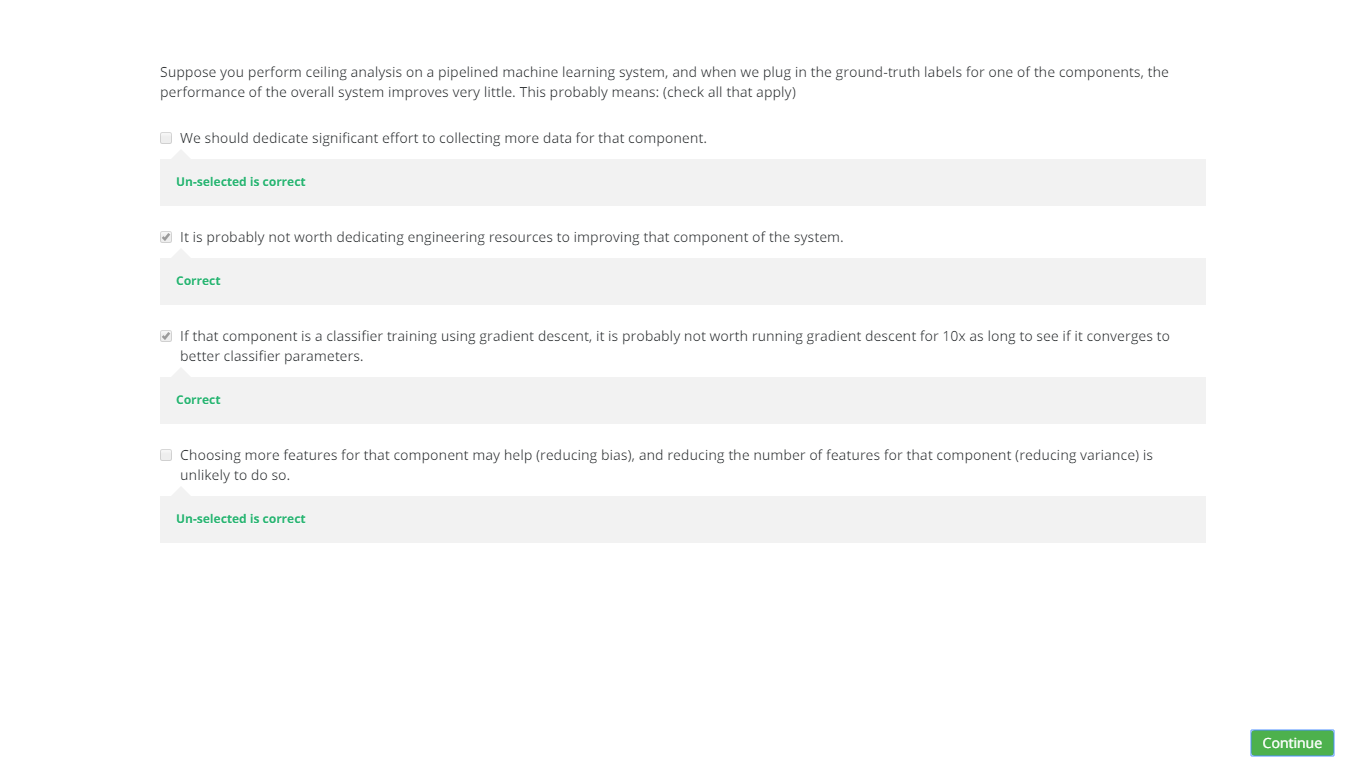 Suppose you perform ceiling analysis on a pipelined machine learning system, and when we plug in the ground-truth labels for one of the components, the
performance of the overall system improves very little. This probably means: (check all that apply)
We should dedicate significant effort to collecting more data for that component.
Un-selected is correct
It is probably not worth dedicating engineering resources to improving that component of the system.
Correct
If that component is a classifier training using gradient descent, it is probably not worth running gradient descent for 10x as long to see if it converges to
better classifier parameters.
Correct
Choosing more features for that component may help (reducing bias), and reducing the number of features for that component (reducing variance) is
unlikely to do so.
Un-selected is correct
Continue